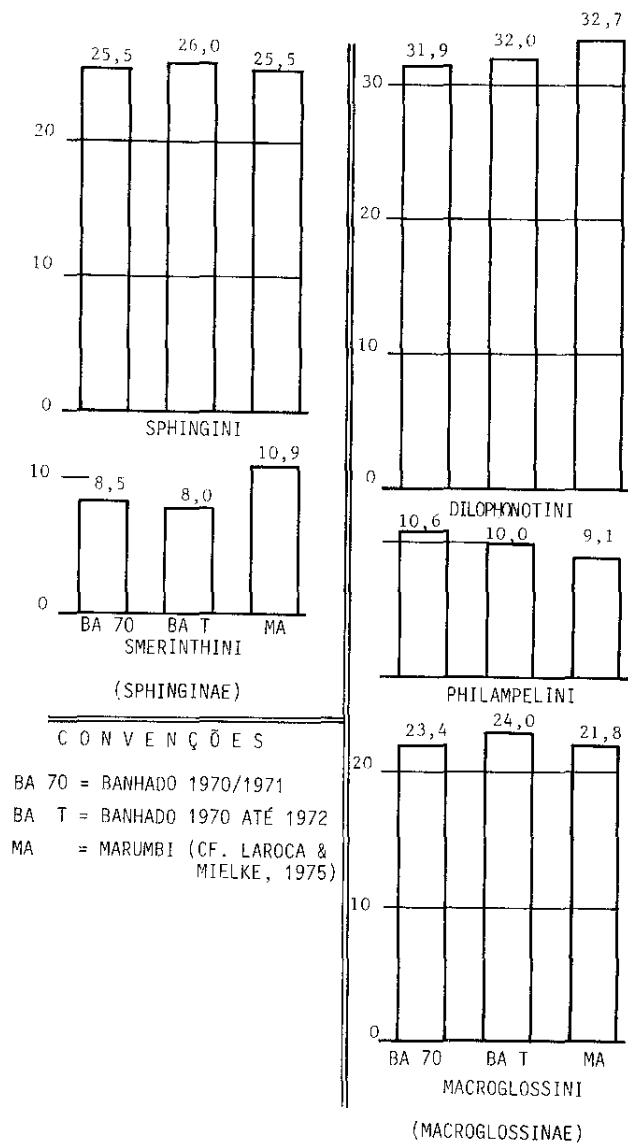 25,5 26,0 25,5
20
10
0
SPHINGINI
10
8,5 8,0 10,9
0
BA 70 BA T MA
SMERINTHINI
(SPHINGINAE)
CONVENÇÕES
BA 70 = BANHADO 1970/1971
BA T = BANHADO 1970 ATÉ 1972
MA = MARUMBI (CF. LAROCA &
MIELKE, 1975)
31,9 32,0 32,7
30
20
10
0
DILOPHONOTINI
10,6 10,0 9,1
PHILAMPELINI
23,4 24,0 21,8
20
10
0
BA 70 BA T MA
MACROGLOSSINI
(MACROGLOSSINAE)